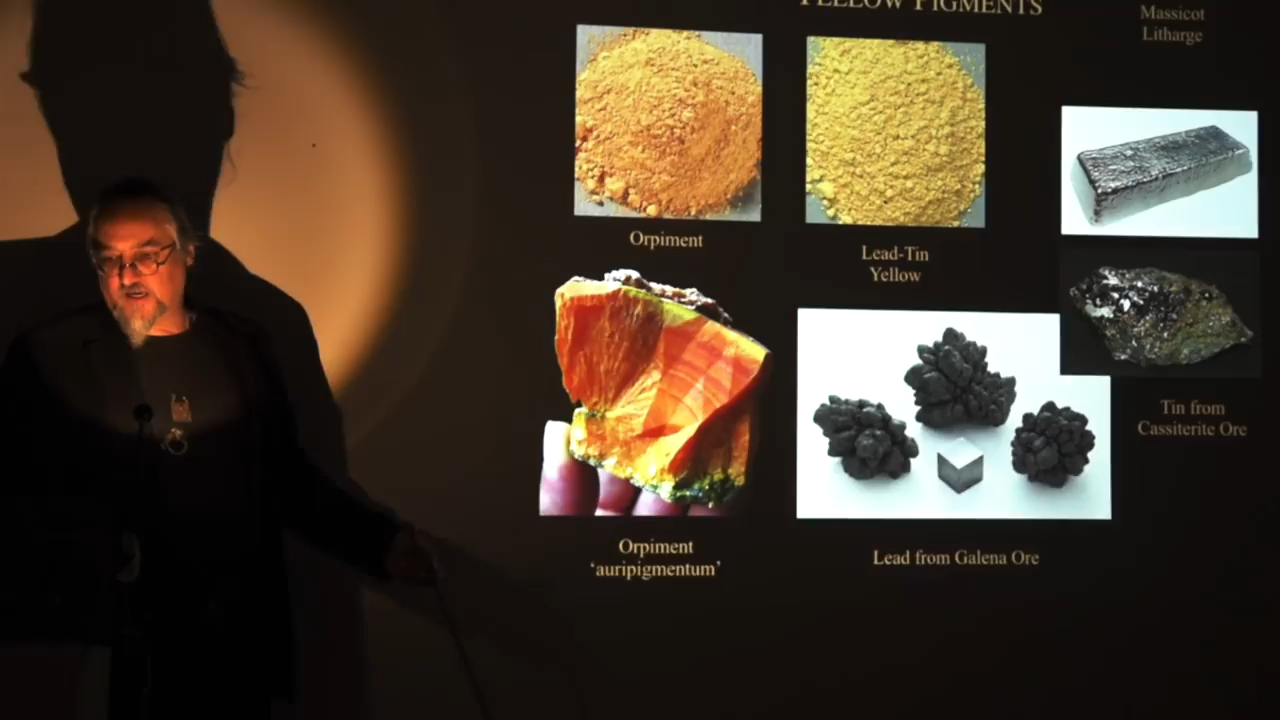 YELLOW PIGMENTS
Massicot
Litharge
Orpiment
Lead-Tin
Yellow
Tin from
Cassiterite Ore
Orpiment
‘auripigmentum’
Lead from Galena Ore